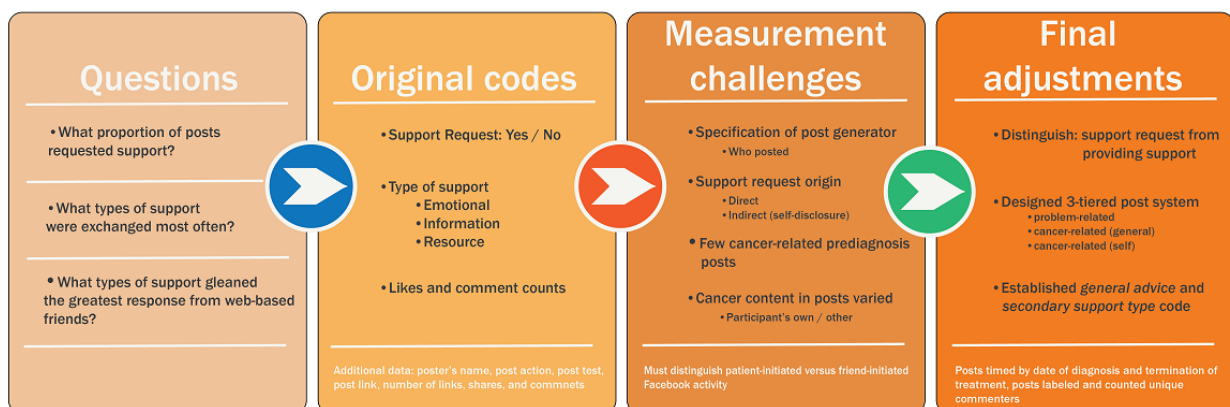 Questions
• What proportion of posts
requested support?
• What types of support
were exchanged most often?
• What types of support gleaned
the greatest response from web-based
friends?
Original codes
• Support Request: Yes / No
• Type of support
• Emotional
• Information
• Resource
• Likes and comment counts
Additional data: poster's name, post action, post test,
post link, number of links, shares, and commnets
Measurement
challenges
• Specification of post generator
• Who posted
• Support request origin
• Direct
• Indirect (self-disclosure)
• Few cancer-related prediagnosis
posts
• Cancer content in posts varied
• Participant's own / other
Must distinguish patient-initiated versus friend-initiated
Facebook activity
Final
adjustments
• Distinguish: support request from
providing support
• Designed 3-tiered post system
• problem-related
• cancer-related (general)
• cancer-related (self)
• Established general advice and
secondary support type code
Posts timed by date of diagnosis and termination of
treatment, posts labeled and counted unique
commenters